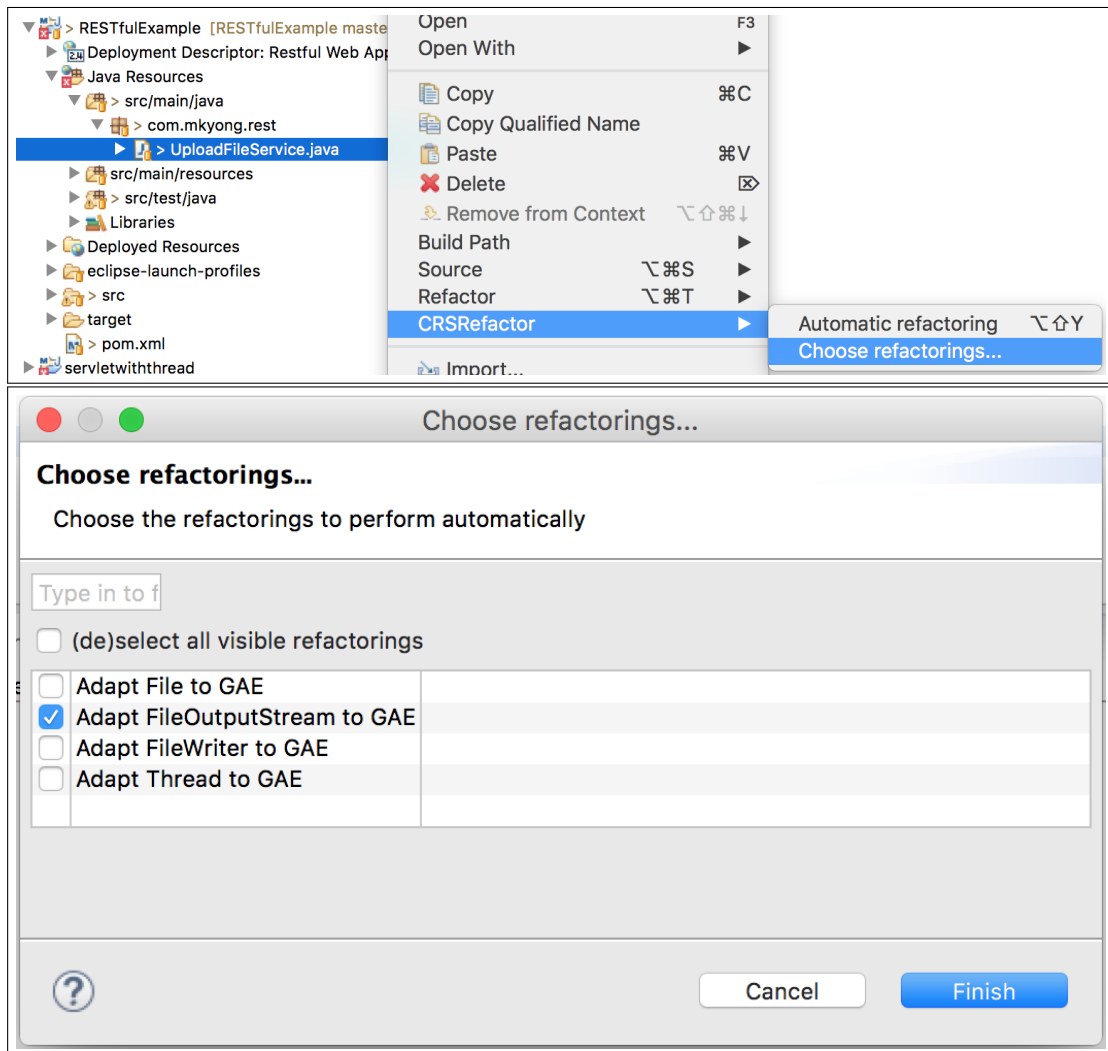 > RESTfulExample [RESTfulExample maste
Deployment Descriptor: Restful Web App
Java Resources
> src/main/java
> com.mkyong.rest
> UploadFileService.java
src/main/resources
> src/test/java
Libraries
Deployed Resources
eclipse-launch-profiles
> src
target
> pom.xml
servletwiththread
Open F3
Open With
Copy ⌘C
Copy Qualified Name
Paste ⌘V
Delete ⌦
Remove from Context ⌥⇧⌘↓
Build Path
Source ⌥⌘S
Refactor ⌥⌘T
CRSRefactor
Import...
Automatic refactoring ⌥⇧Y
Choose refactorings...
Choose refactorings...
Choose refactorings...
Choose the refactorings to perform automatically
Type in to f
(de)select all visible refactorings
Adapt File to GAE
Adapt FileOutputStream to GAE
Adapt FileWriter to GAE
Adapt Thread to GAE
?
Cancel Finish